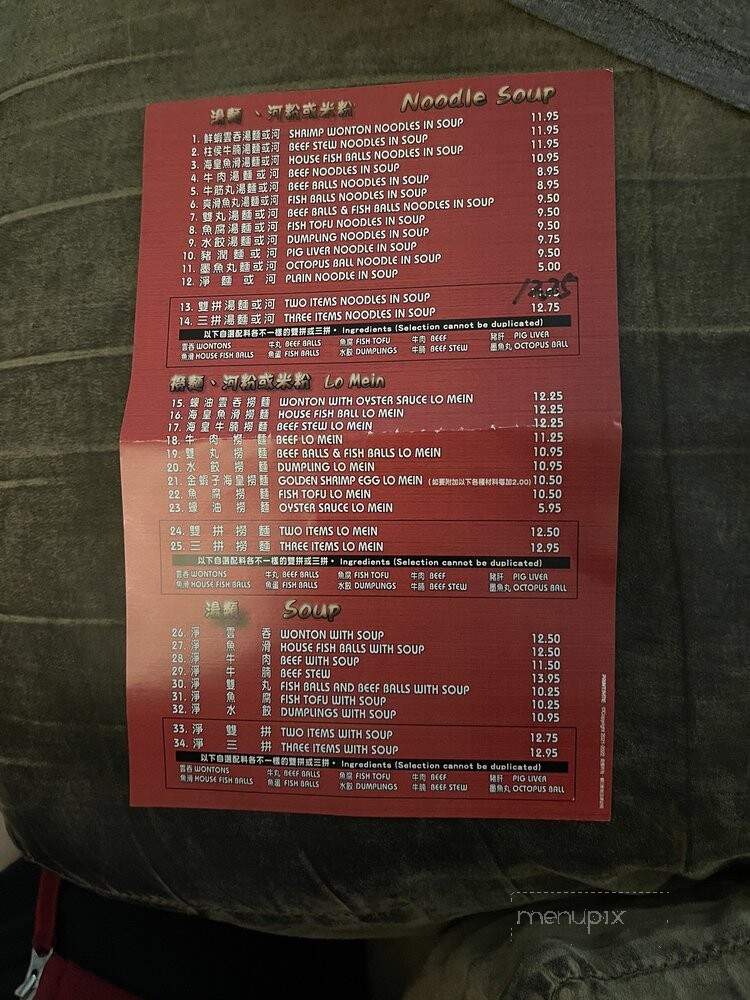 湯麵、河粉或米粉 Noodle Soup
1. 鮮蝦雲吞湯麵或河 SHRIMP WONTON NOODLES IN SOUP 11.95
2. 柱侯牛腩湯麵或河 BEEF STEW NOODLES IN SOUP 11.95
3. 海皇魚滑湯麵或河 HOUSE FISH BALLS NOODLES IN SOUP 11.95
4. 牛肉湯麵或河 BEEF NOODLES IN SOUP 10.95
5. 牛筋丸湯麵或河 BEEF BALLS NOODLES IN SOUP 8.95
6. 爽滑魚丸湯麵或河 FISH BALLS NOODLES IN SOUP 8.95
7. 雙丸湯麵或河 BEEF BALLS & FISH BALLS NOODLES IN SOUP 9.50
8. 魚腐湯麵或河 FISH TOFU NOODLES IN SOUP 9.50
9. 水餃湯麵或河 DUMPLING NOODLES IN SOUP 9.50
10. 豬潤麵或河 PIG LIVER NOODLE IN SOUP 9.75
11. 墨魚丸麵或河 OCTOPUS BALL NOODLE IN SOUP 9.50
12. 淨麵或河 PLAIN NOODLE IN SOUP 5.00
13. 雙拼湯麵或河 TWO ITEMS NOODLES IN SOUP
14. 三拼湯麵或河 THREE ITEMS NOODLES IN SOUP 12.75
以下自選配料各不一樣的雙拼或三拼・Ingredients (Selection cannot be duplicated)
雲吞 WONTONS 牛丸 BEEF BALLS 魚腐 FISH TOFU 牛肉 BEEF 豬肝 PIG LIVER
魚滑 HOUSE FISH BALLS 魚蛋 FISH BALLS 水餃 DUMPLINGS 牛腩 BEEF STEW 墨魚丸 OCTOPUS BALL
撈麵、河粉或米粉 Lo Mein
15. 蠔油雲吞撈麵 WONTON WITH OYSTER SAUCE LO MEIN 12.25
16. 海皇魚滑撈麵 HOUSE FISH BALL LO MEIN 12.25
17. 海皇牛腩撈麵 BEEF STEW LO MEIN 12.25
18. 牛肉撈麵 BEEF LO MEIN 11.25
19. 雙丸撈麵 BEEF BALLS & FISH BALLS LO MEIN 10.95
20. 水餃撈麵 DUMPLING LO MEIN 10.95
21. 金蝦子海皇撈麵 GOLDEN SHRIMP EGG LO MEIN (如要附加以下各種材料每加2.00) 10.50
22. 魚腐撈麵 FISH TOFU LO MEIN 10.50
23. 蠔油撈麵 OYSTER SAUCE LO MEIN 5.95
24. 雙拼撈麵 TWO ITEMS LO MEIN 12.50
25. 三拼撈麵 THREE ITEMS LO MEIN 12.95
以下自選配料各不一樣的雙拼或三拼・Ingredients (Selection cannot be duplicated)
雲吞 WONTONS 牛丸 BEEF BALLS 魚腐 FISH TOFU 牛肉 BEEF 豬肝 PIG LIVER
魚滑 HOUSE FISH BALLS 魚蛋 FISH BALLS 水餃 DUMPLINGS 牛腩 BEEF STEW 墨魚丸 OCTOPUS BALL
湯類 Soup
26. 淨雲吞 WONTON WITH SOUP 12.50
27. 淨魚滑 HOUSE FISH BALLS WITH SOUP 12.50
28. 淨牛肉 BEEF WITH SOUP 11.50
29. 淨牛腩 BEEF STEW 13.95
30. 淨雙丸 FISH BALLS AND BEEF BALLS WITH SOUP 10.25
31. 淨魚腐 FISH TOFU WITH SOUP 10.25
32. 淨水餃 DUMPLINGS WITH SOUP 10.95
33. 淨雙拼 TWO ITEMS WITH SOUP 12.75
34. 淨三拼 THREE ITEMS WITH SOUP 12.95
以下自選配料各不一樣的雙拼或三拼・Ingredients (Selection cannot be duplicated)
雲吞 WONTONS 牛丸 BEEF BALLS 魚腐 FISH TOFU 牛肉 BEEF 豬肝 PIG LIVER
魚滑 HOUSE FISH BALLS 魚蛋 FISH BALLS 水餃 DUMPLINGS 牛腩 BEEF STEW 墨魚丸 OCTOPUS BALL
menupix